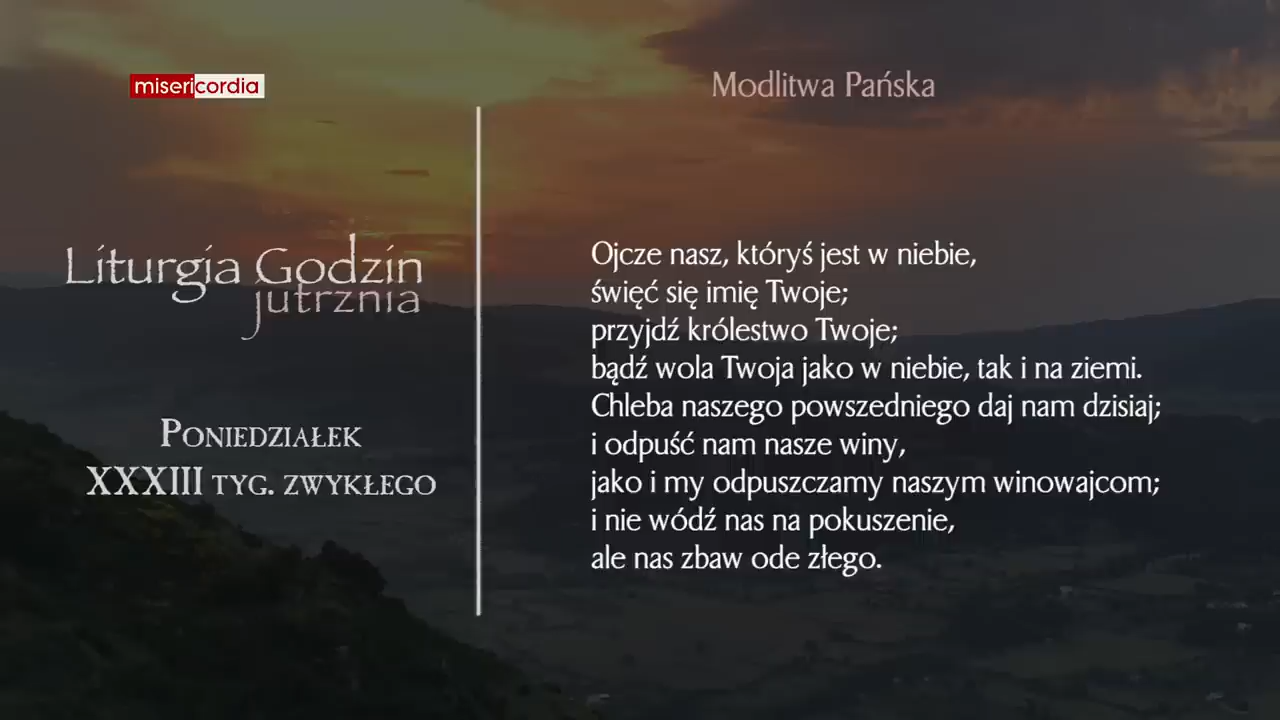 misericordia
Liturgia Godzin
jutrznia
Poniedziałek
XXXIII tyg. zwykłego
Modlitwa Pańska
Ojcze nasz, któryś jest w niebie,
święć się imię Twoje;
przyjdź królestwo Twoje;
bądź wola Twoja jako w niebie, tak i na ziemi.
Chleba naszego powszedniego daj nam dzisiaj;
i odpuść nam nasze winy,
jako i my odpuszczamy naszym winowajcom;
i nie wódź nas na pokuszenie,
ale nas zbaw ode złego.